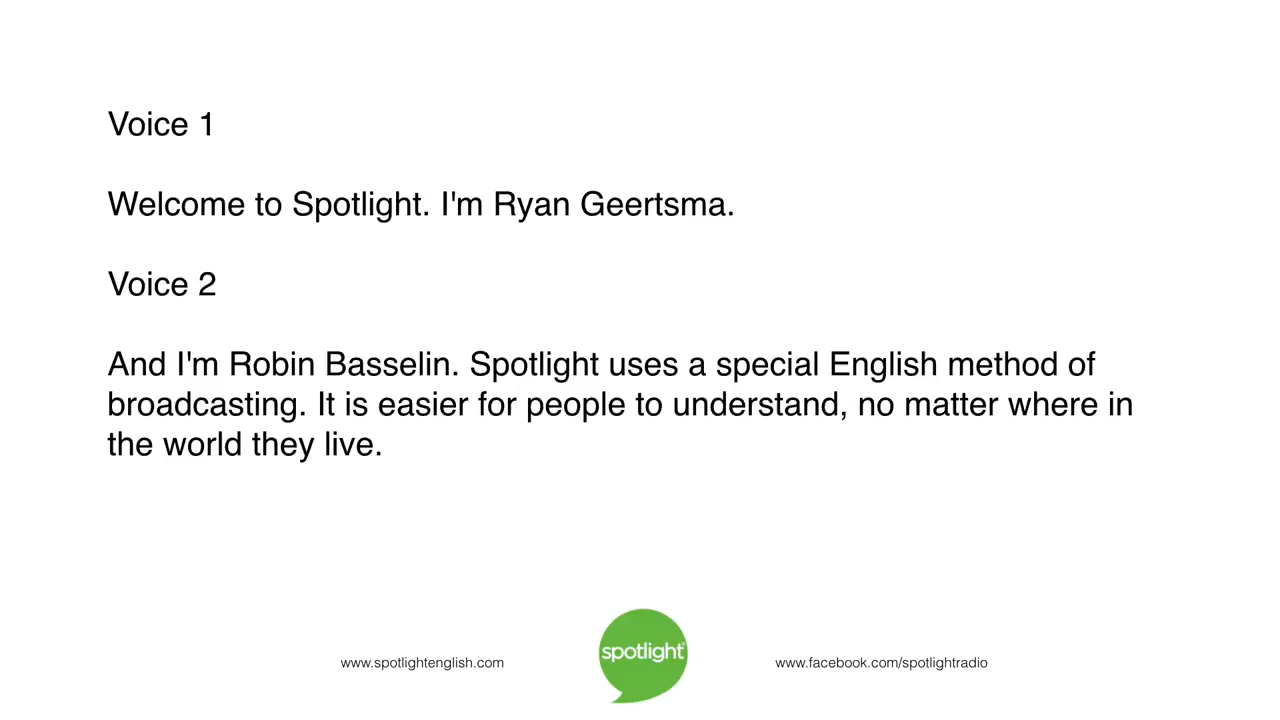 Voice 1
Welcome to Spotlight. I'm Ryan Geertsma.
Voice 2
And I'm Robin Basselin. Spotlight uses a special English method of
broadcasting. It is easier for people to understand, no matter where in
the world they live.
www.spotlightenglish.com
spotlight
www.facebook.com/spotlightradio